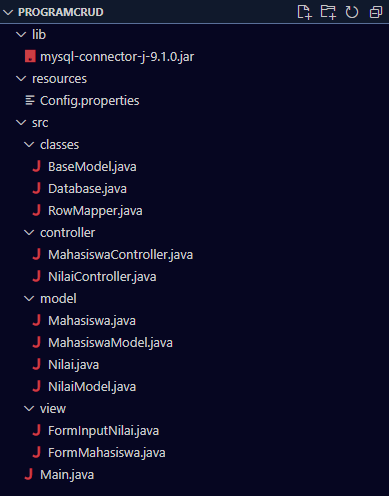 PROGRAMCRUD
lib
mysql-connector-j-9.1.0.jar
resources
Config.properties
src
classes
BaseModel.java
Database.java
RowMapper.java
controller
MahasiswaController.java
NilaiController.java
model
Mahasiswa.java
MahasiswaModel.java
Nilai.java
NilaiModel.java
view
FormInputNilai.java
FormMahasiswa.java
Main.java